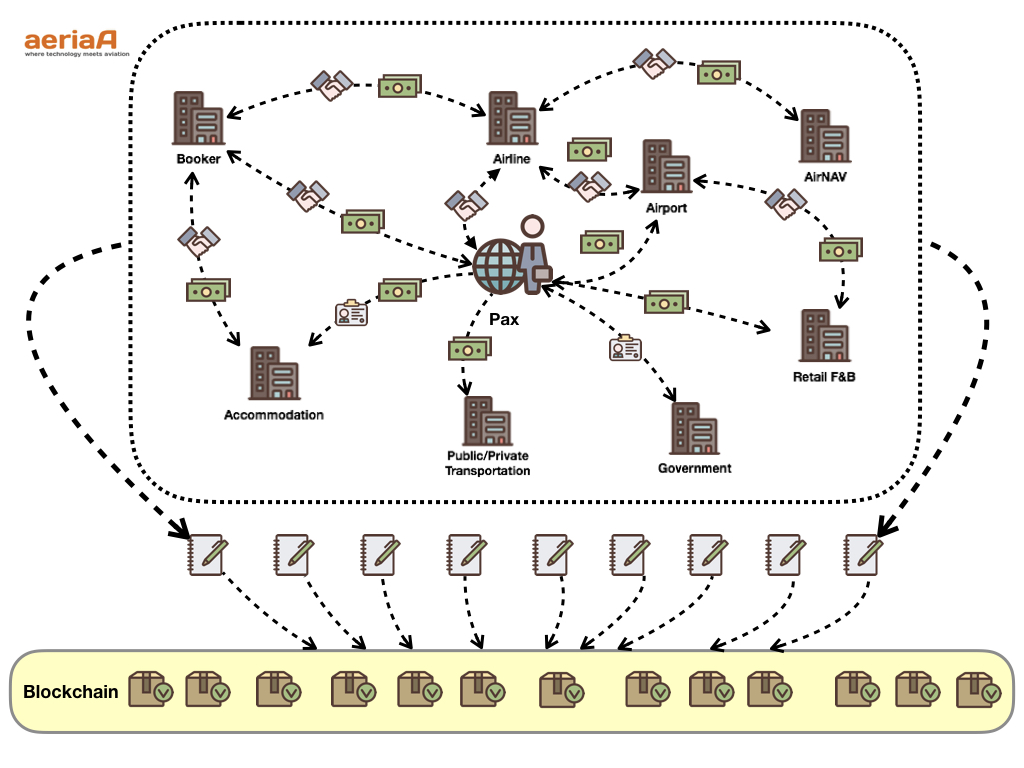 aeriaA
where technology meets aviation
Booker
Airline
AirNAV
Airport
Pax
Retail F&B
Accommodation
Public/Private
Transportation
Government
Blockchain